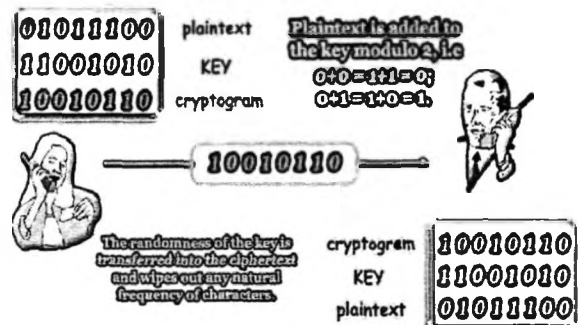 01011100 plaintext
11001010 KEY
10010110 cryptogram
Plaintext is added to
the key modulo 2, i.e
0+0=1+1=0;
0+1=1+0=1.
10010110
The randomness of the key is
transferred into the ciphertext
and wipes out any natural
frequency of characters.
cryptogram 10010110
KEY 11001010
plaintext 01011100